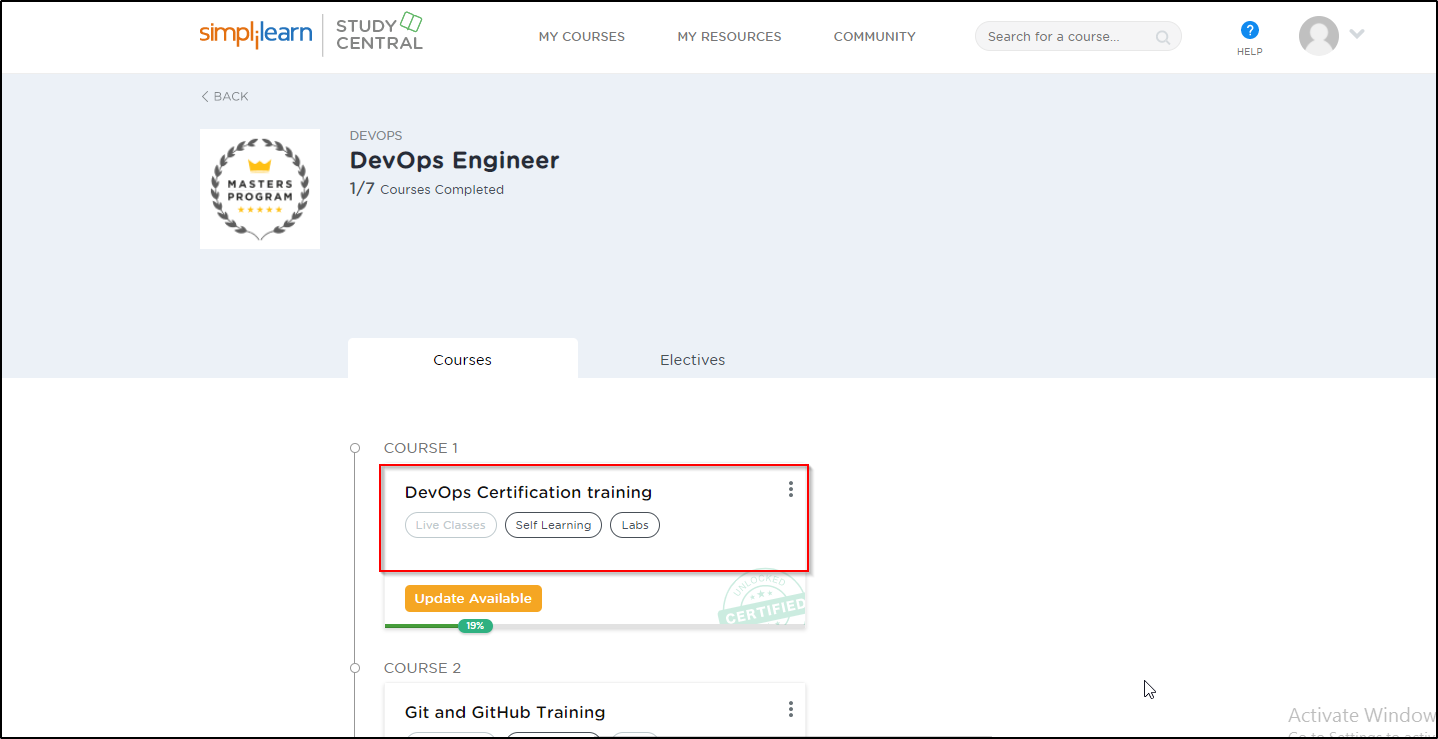 simplilearn
STUDY
CENTRAL
MY COURSES
MY RESOURCES
COMMUNITY
Search for a course...
?
HELP
BACK
MASTERS
PROGRAM
DEVOPS
DevOps Engineer
1/7 Courses Completed
Courses
Electives
COURSE 1
DevOps Certification training
Live Classes
Self Learning
Labs
Update Available
UNLOCKED
CERTIFIED
19%
COURSE 2
Git and GitHub Training
Activate Window